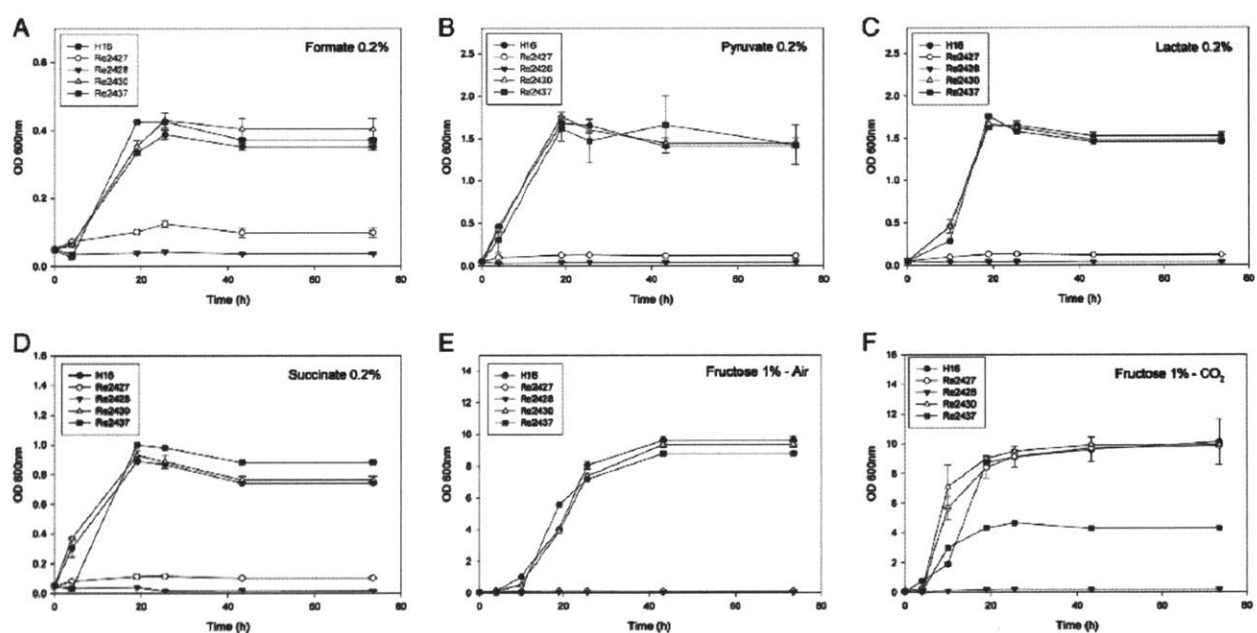 A
Formate 0.2%
H16
Re2427
Re2428
Re2430
Re2437
OD 600nm
0.6
0.4
0.2
0.0
0
20
40
60
80
Time (h)
B
Pyruvate 0.2%
H16
Re2427
Re2428
Re2430
Re2437
OD 600nm
2.5
2.0
1.5
1.0
0.5
0.0
0
20
40
60
80
Time (h)
C
Lactate 0.2%
H16
Re2427
Re2428
Re2430
Re2437
OD 600nm
2.5
2.0
1.5
1.0
0.5
0.0
0
20
40
60
80
Time (h)
D
Succinate 0.2%
H16
Re2427
Re2428
Re2430
Re2437
OD 600nm
1.6
1.4
1.2
1.0
0.8
0.6
0.4
0.2
0.0
0
20
40
60
80
Time (h)
E
Fructose 1% - Air
H16
Re2427
Re2428
Re2430
Re2437
OD 600nm
14
12
10
8
6
4
2
0
0
20
40
60
80
Time (h)
F
Fructose 1% - CO₂
H16
Re2427
Re2428
Re2430
Re2437
OD 600nm
16
14
12
10
8
6
4
2
0
0
20
40
60
80
Time (h)